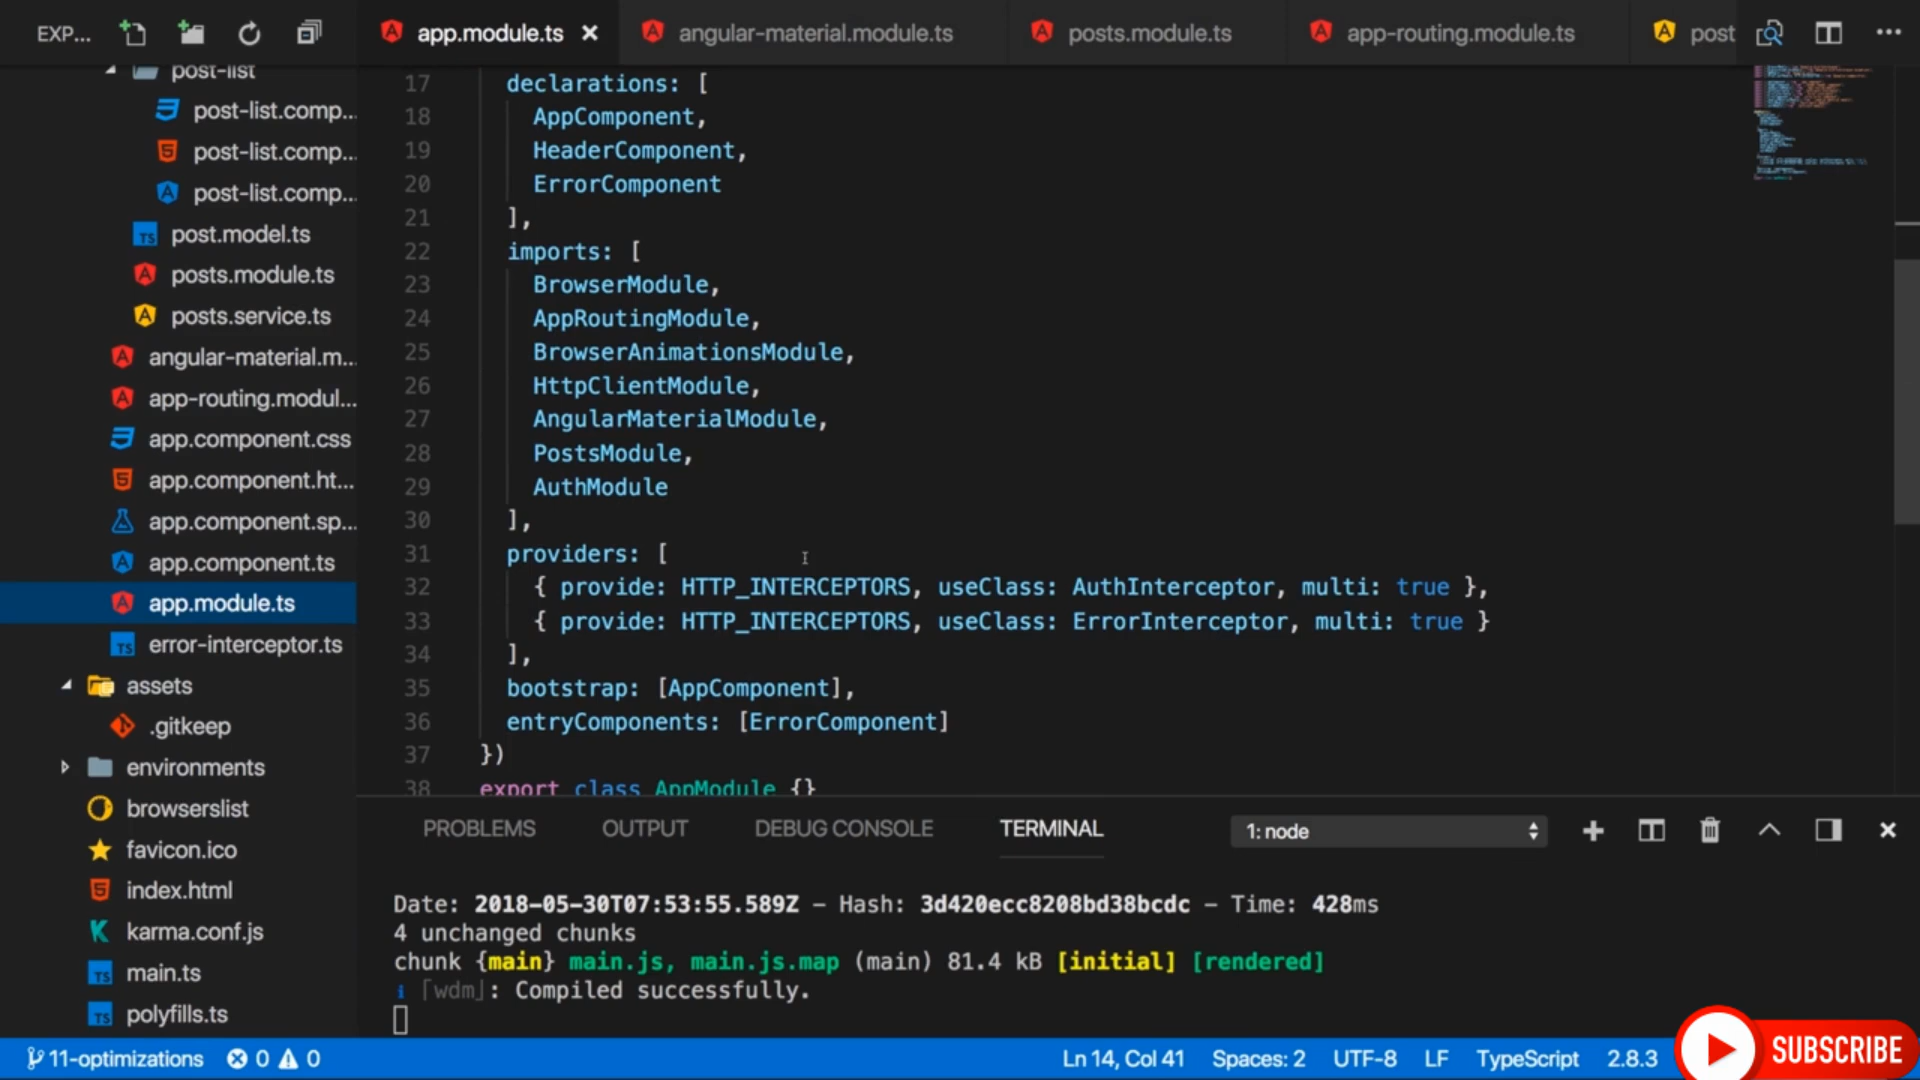 EXP...
app.module.ts
angular-material.module.ts
posts.module.ts
app-routing.module.ts
post
post-list
post-list.comp...
post-list.comp...
post-list.comp...
post.model.ts
posts.module.ts
posts.service.ts
angular-material.m...
app-routing.modul...
app.component.css
app.component.ht...
app.component.sp...
app.component.ts
app.module.ts
error-interceptor.ts
assets
.gitkeep
environments
browserslist
favicon.ico
index.html
karma.conf.js
main.ts
polyfills.ts
17 declarations: [
18 AppComponent,
19 HeaderComponent,
20 ErrorComponent
21 ],
22 imports: [
23 BrowserModule,
24 AppRoutingModule,
25 BrowserAnimationsModule,
26 HttpClientModule,
27 AngularMaterialModule,
28 PostsModule,
29 AuthModule
30 ],
31 providers: [
32 { provide: HTTP_INTERCEPTORS, useClass: AuthInterceptor, multi: true },
33 { provide: HTTP_INTERCEPTORS, useClass: ErrorInterceptor, multi: true }
34 ],
35 bootstrap: [AppComponent],
36 entryComponents: [ErrorComponent]
37 })
38 export class AppModule {}
PROBLEMS OUTPUT DEBUG CONSOLE TERMINAL 1: node
Date: 2018-05-30T07:53:55.589Z – Hash: 3d420ecc8208bd38bcdc – Time: 428ms
4 unchanged chunks
chunk {main} main.js, main.js.map (main) 81.4 kB [initial] [rendered]
i ｢wdm｣: Compiled successfully.
11-optimizations 0 0 Ln 14, Col 41 Spaces: 2 UTF-8 LF TypeScript 2.8.3
SUBSCRIBE